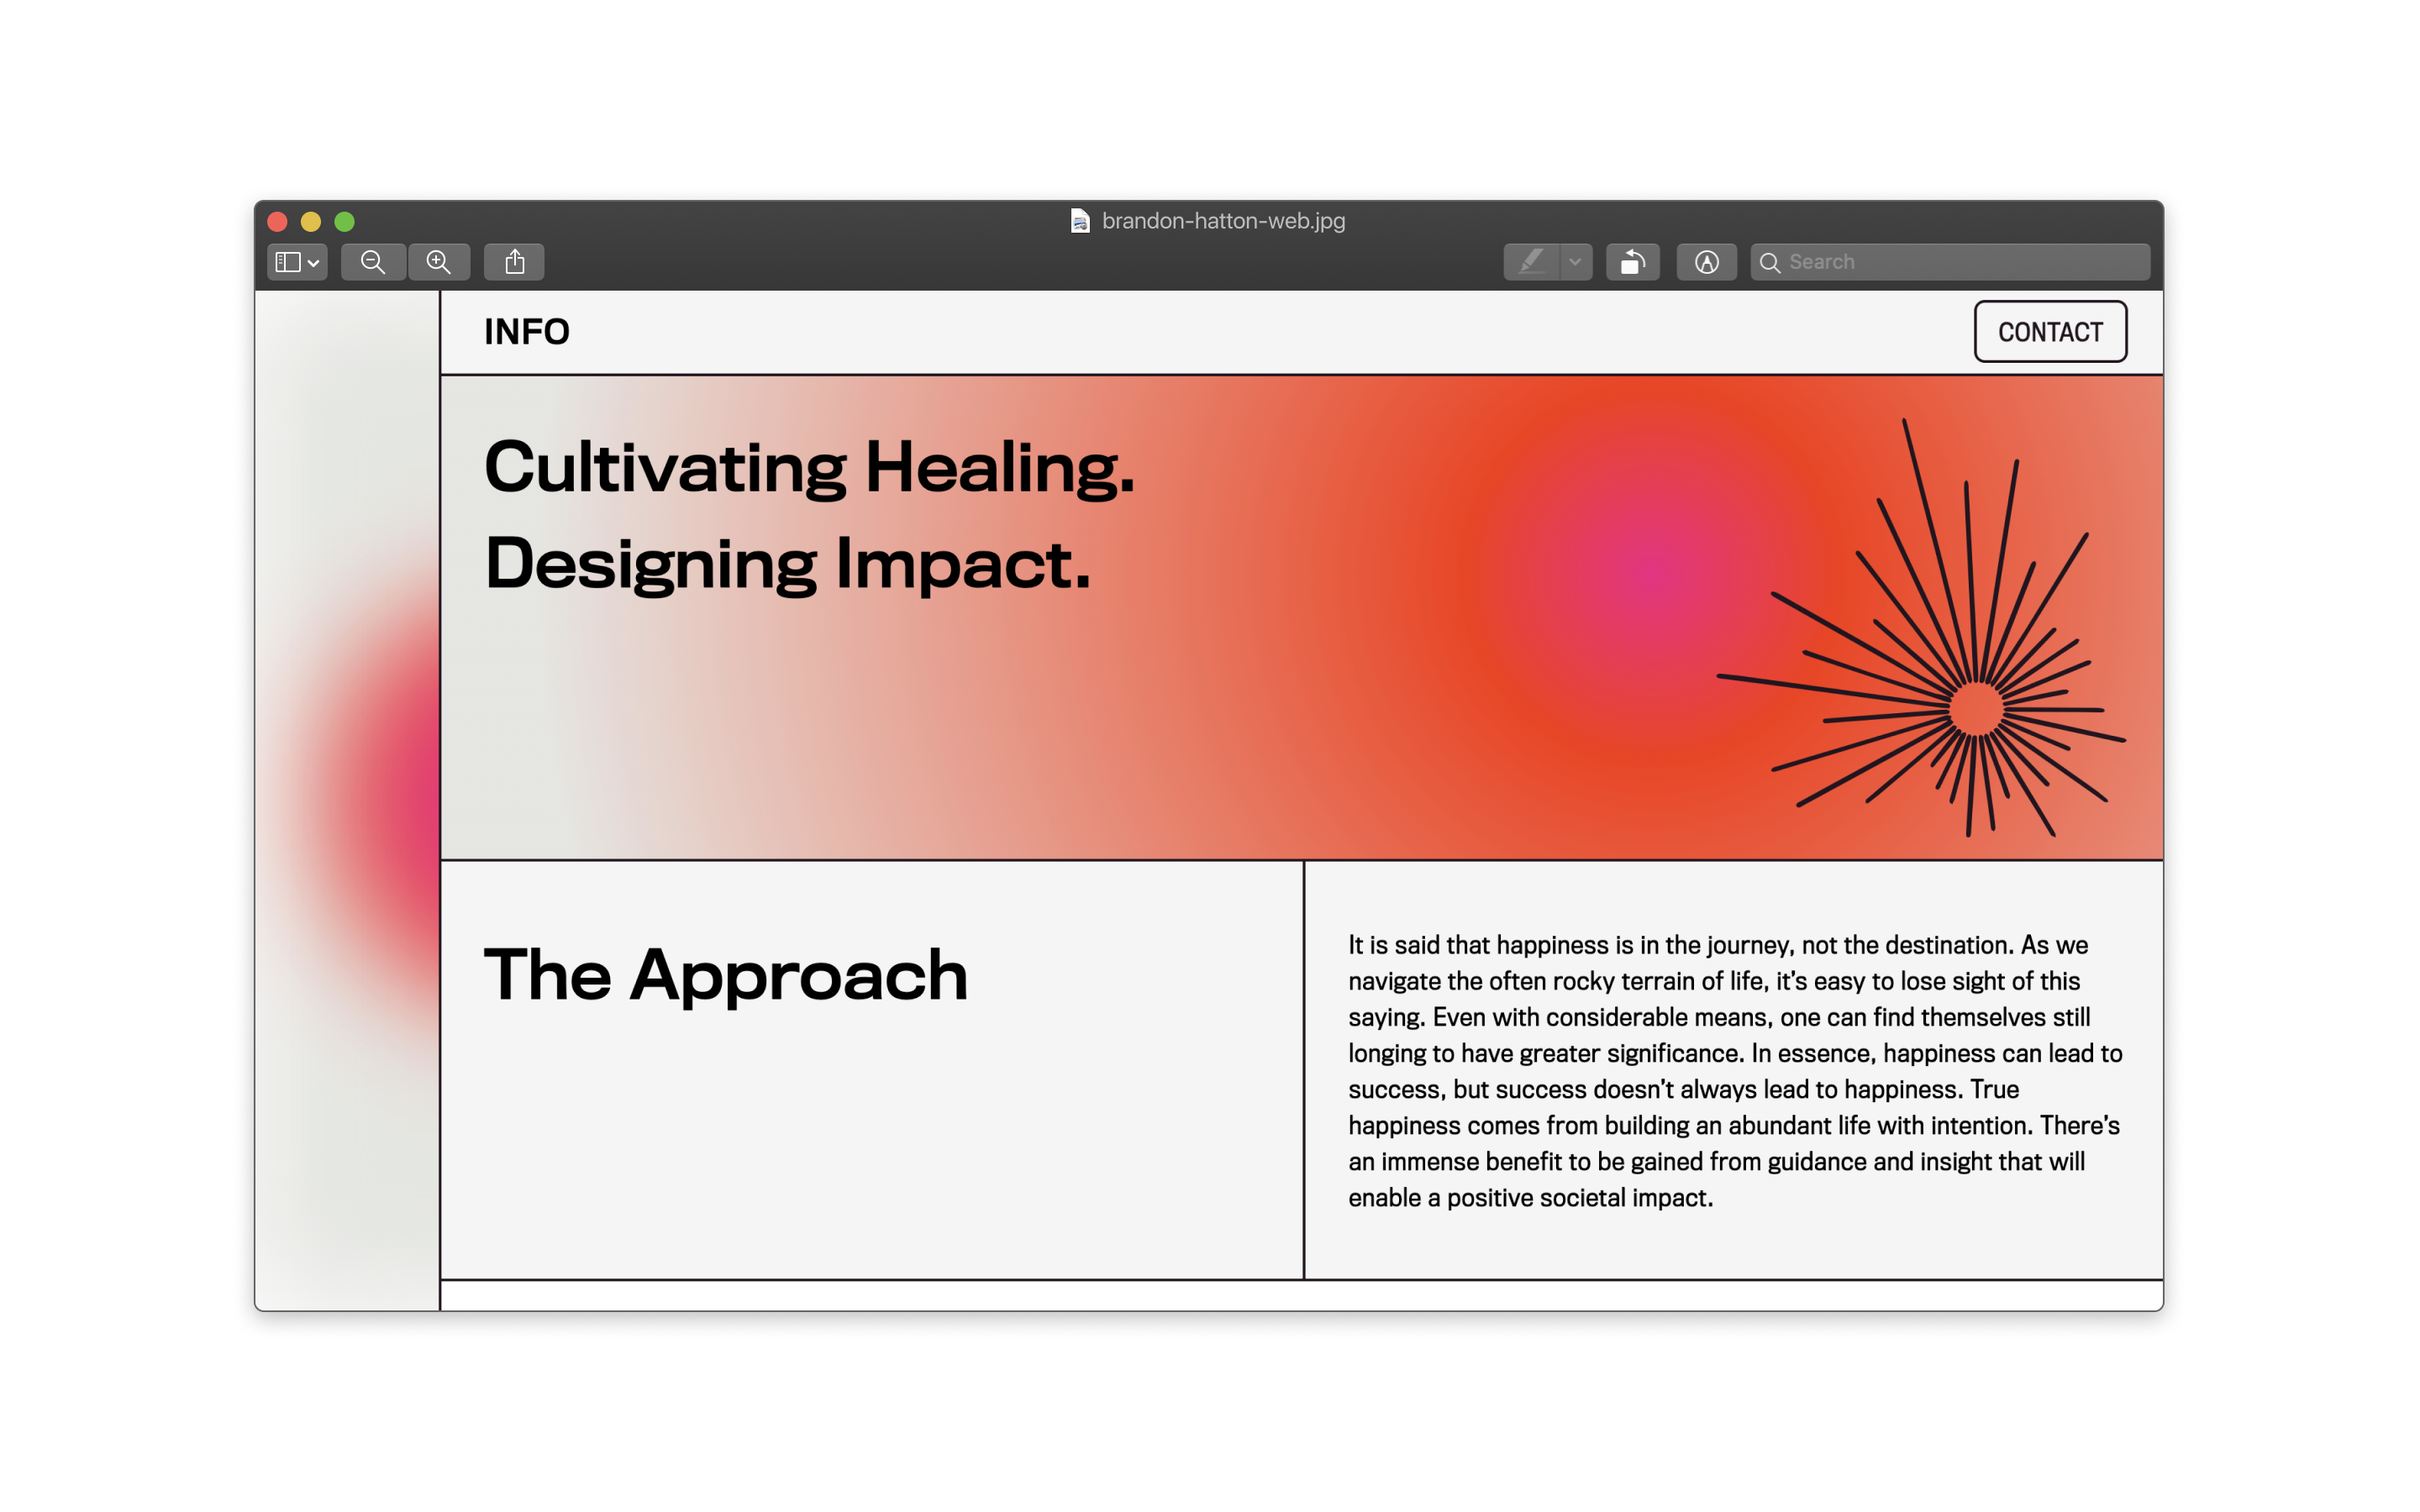 brandon-hatton-web.jpg
Search
INFO
CONTACT
Cultivating Healing.
Designing Impact.
The Approach
It is said that happiness is in the journey, not the destination. As we
navigate the often rocky terrain of life, it’s easy to lose sight of this
saying. Even with considerable means, one can find themselves still
longing to have greater significance. In essence, happiness can lead to
success, but success doesn’t always lead to happiness. True
happiness comes from building an abundant life with intention. There’s
an immense benefit to be gained from guidance and insight that will
enable a positive societal impact.